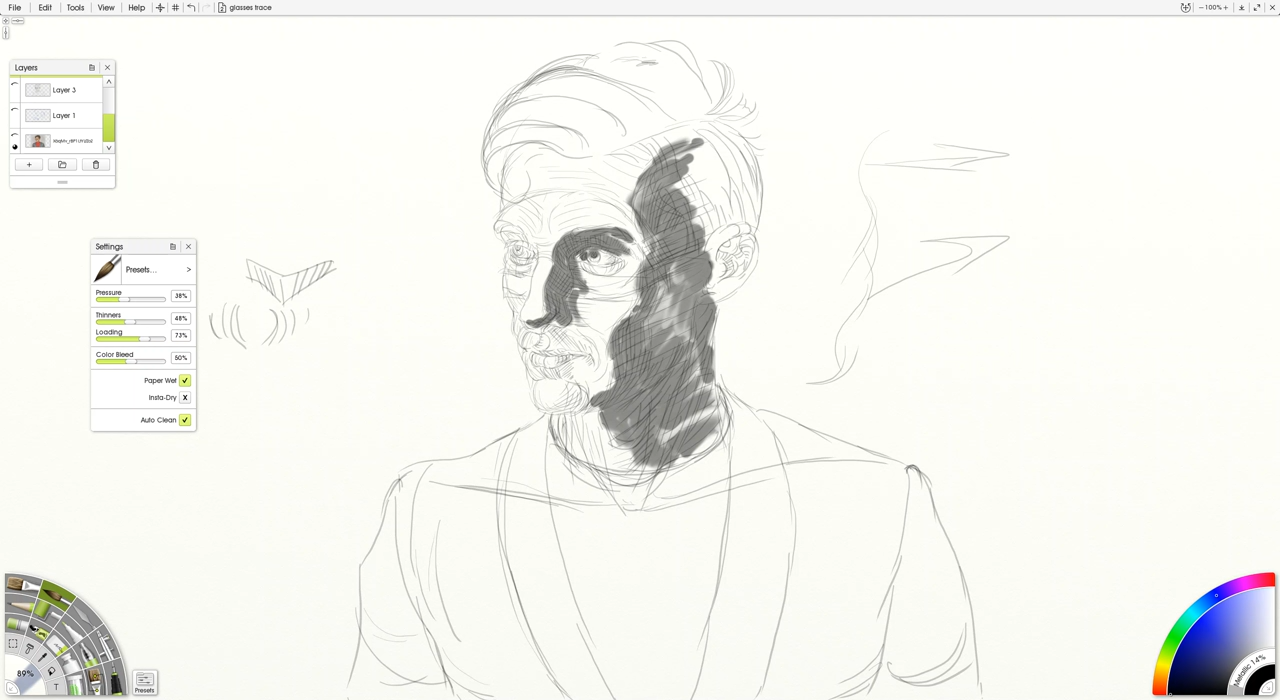 File Edit Tools View Help glasses trace
−100%+
Layers
Layer 3
Layer 1
Settings
Presets...
>
Pressure
38%
Thinners
48%
Loading
73%
Color Bleed
50%
Paper Wet
Insta-Dry X
Auto Clean
89%
T
Presets
Metallic 14%